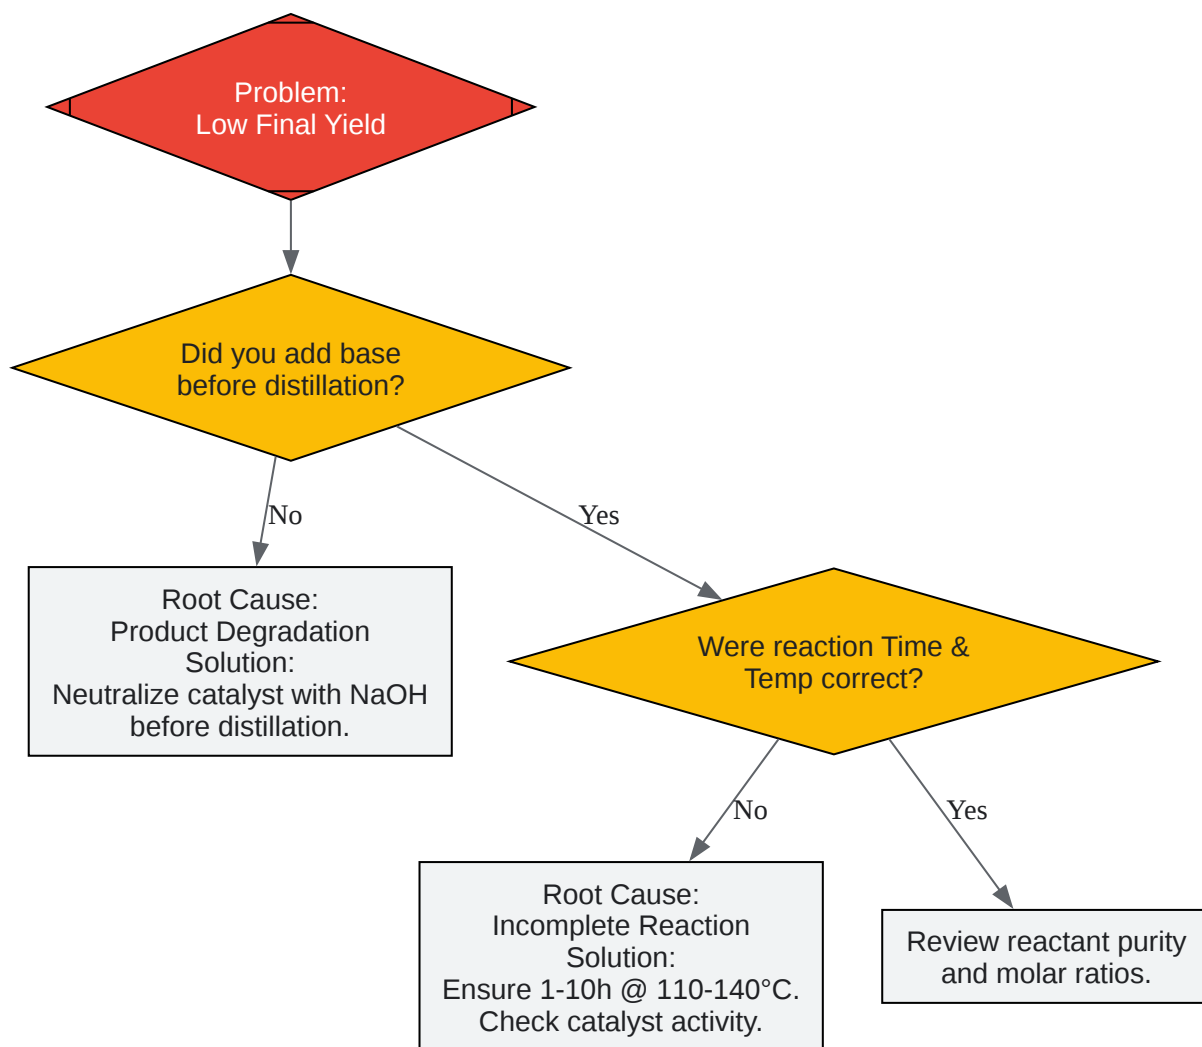 Problem:
Low Final Yield
Did you add base
before distillation?
No
Yes
Root Cause:
Product Degradation
Solution:
Neutralize catalyst with NaOH
before distillation.
Were reaction Time &
Temp correct?
No
Yes
Root Cause:
Incomplete Reaction
Solution:
Ensure 1-10h @ 110-140°C.
Check catalyst activity.
Review reactant purity
and molar ratios.